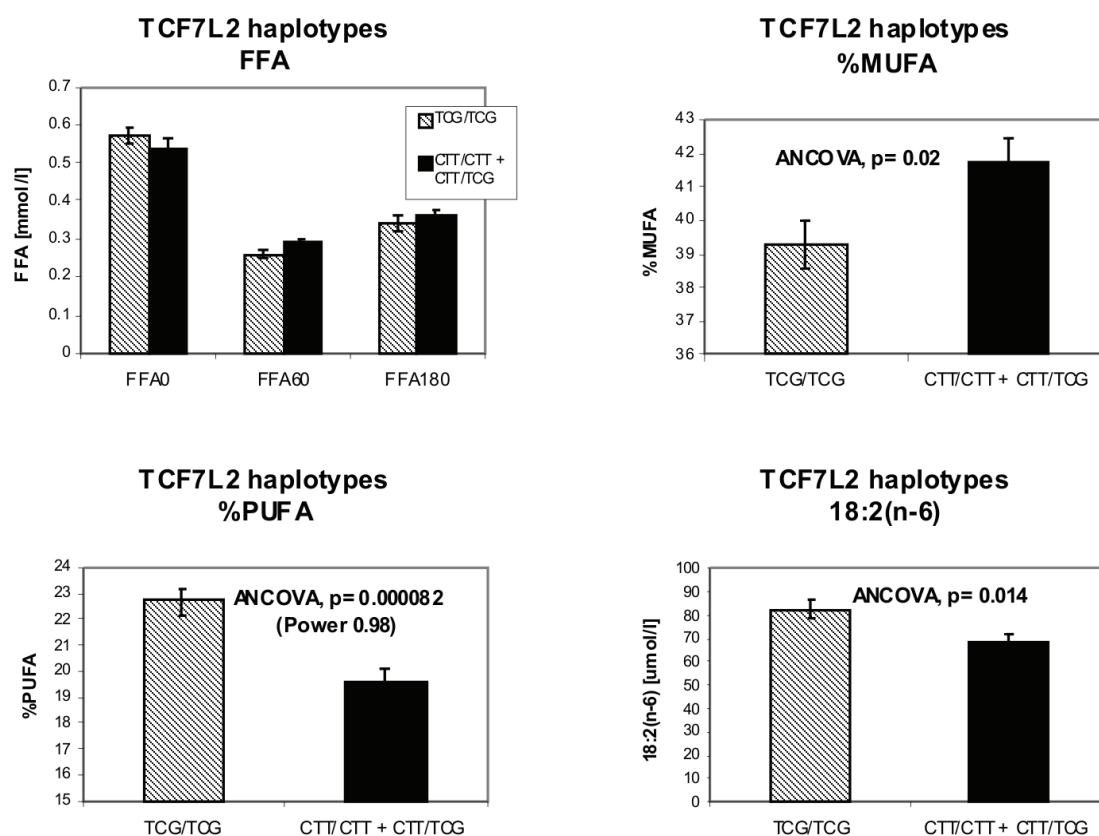 TCF7L2 haplotypes
FFA
0.7
0.6
0.5
0.4
0.3
0.2
0.1
0
FFA [mmol/l]
TCG/TCG
CTT/CTT +
CTT/TCG
FFA0 FFA60 FFA180
TCF7L2 haplotypes
%MUFA
43
42
41
40
39
38
37
36
%MUFA
ANCOVA, p= 0.02
TCG/TCG CTT/CTT + CTT/TCG
TCF7L2 haplotypes
%PUFA
24
23
22
21
20
19
18
17
16
15
%PUFA
ANCOVA, p= 0.000082
(Power 0.98)
TCG/TCG CTT/CTT + CTT/TCG
TCF7L2 haplotypes
18:2(n-6)
100
90
80
70
60
50
40
30
20
10
0
18:2(n-6) [umol/l]
ANCOVA, p= 0.014
TCG/TCG CTT/CTT + CTT/TCG